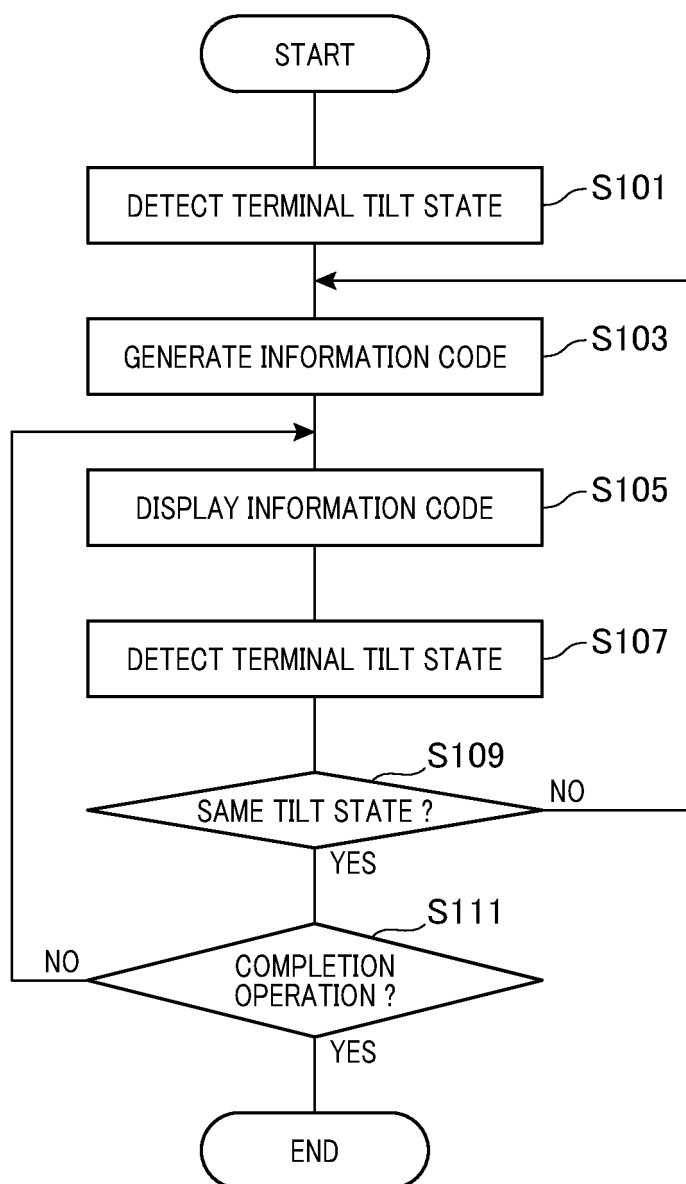 START
DETECT TERMINAL TILT STATE
S101
GENERATE INFORMATION CODE
S103
DISPLAY INFORMATION CODE
S105
DETECT TERMINAL TILT STATE
S107
S109
SAME TILT STATE ?
NO
YES
S111
NO
COMPLETION
OPERATION ?
YES
END